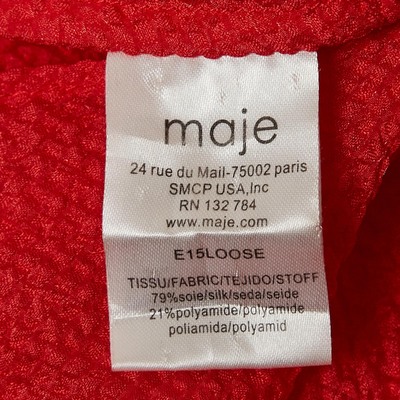 maje
24 rue du Mail-75002 paris
SMCP USA,Inc
RN 132 784
www.maje.com
E15LOOSE
TISSU/FABRIC/TEJIDO/STOFF
79%soie/silk/seda/seide
21%polyamide/polyamide
poliamida/polyamid